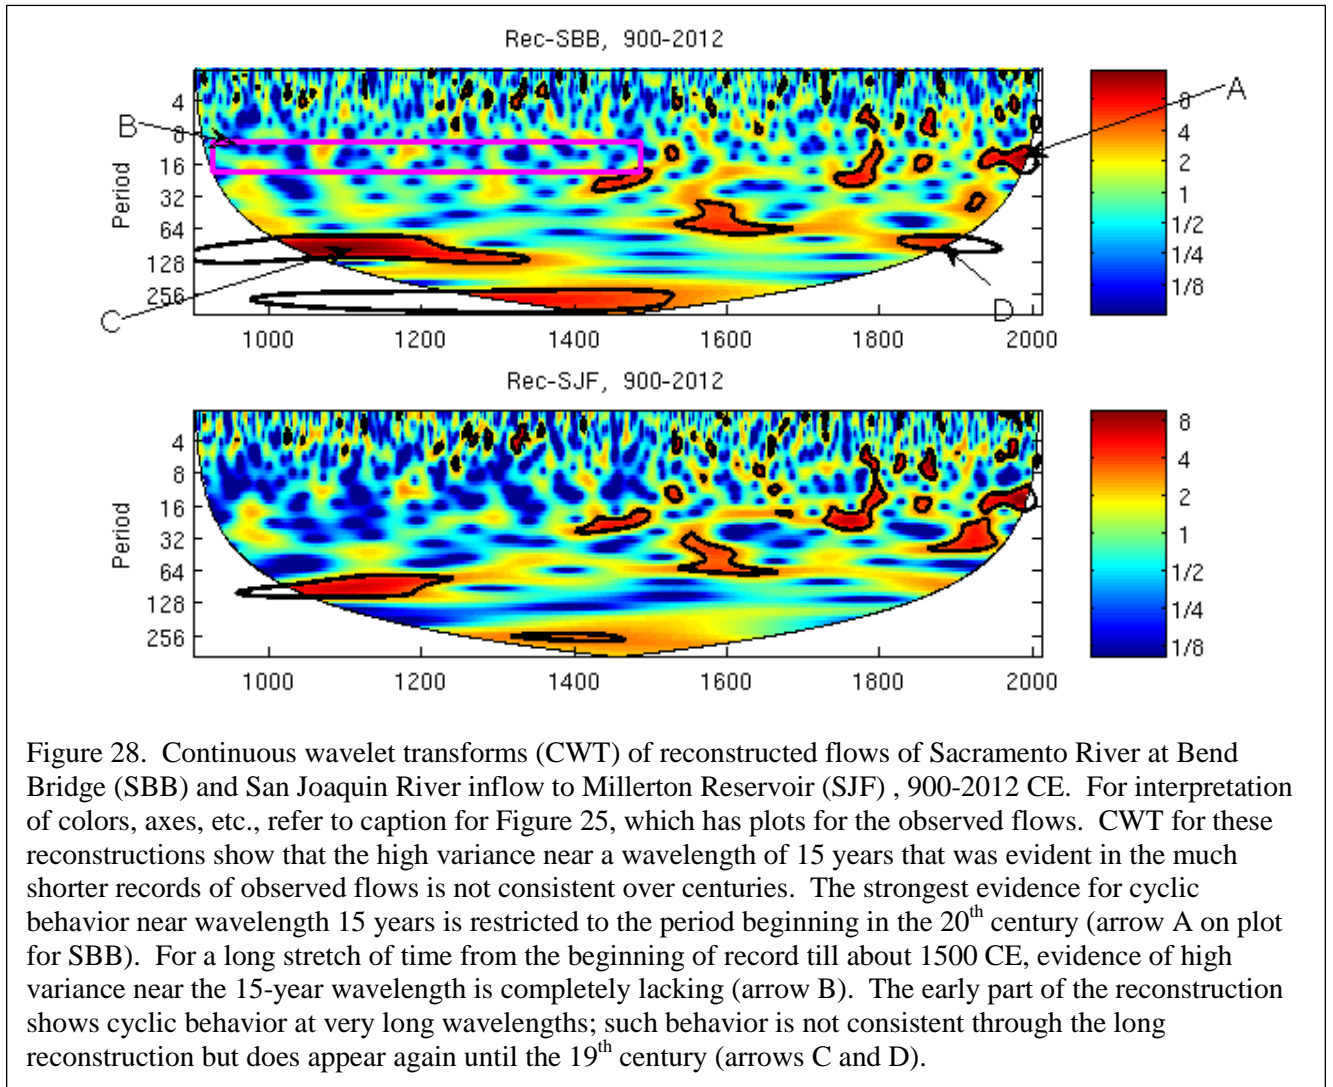 Rec-SBB, 900-2012
A
B
C
D
Period
4
8
16
32
64
128
256
1000
1200
1400
1600
1800
2000
8
4
2
1
1/2
1/4
1/8
Rec-SJF, 900-2012
Period
4
8
16
32
64
128
256
1000
1200
1400
1600
1800
2000
8
4
2
1
1/2
1/4
1/8
Figure 28.  Continuous wavelet transforms (CWT) of reconstructed flows of Sacramento River at Bend
Bridge (SBB) and San Joaquin River inflow to Millerton Reservoir (SJF) , 900-2012 CE.  For interpretation
of colors, axes, etc., refer to caption for Figure 25, which has plots for the observed flows.  CWT for these
reconstructions show that the high variance near a wavelength of 15 years that was evident in the much
shorter records of observed flows is not consistent over centuries.  The strongest evidence for cyclic
behavior near wavelength 15 years is restricted to the period beginning in the 20th century (arrow A on plot
for SBB).  For a long stretch of time from the beginning of record till about 1500 CE, evidence of high
variance near the 15-year wavelength is completely lacking (arrow B).  The early part of the reconstruction
shows cyclic behavior at very long wavelengths; such behavior is not consistent through the long
reconstruction but does appear again until the 19th century (arrows C and D).